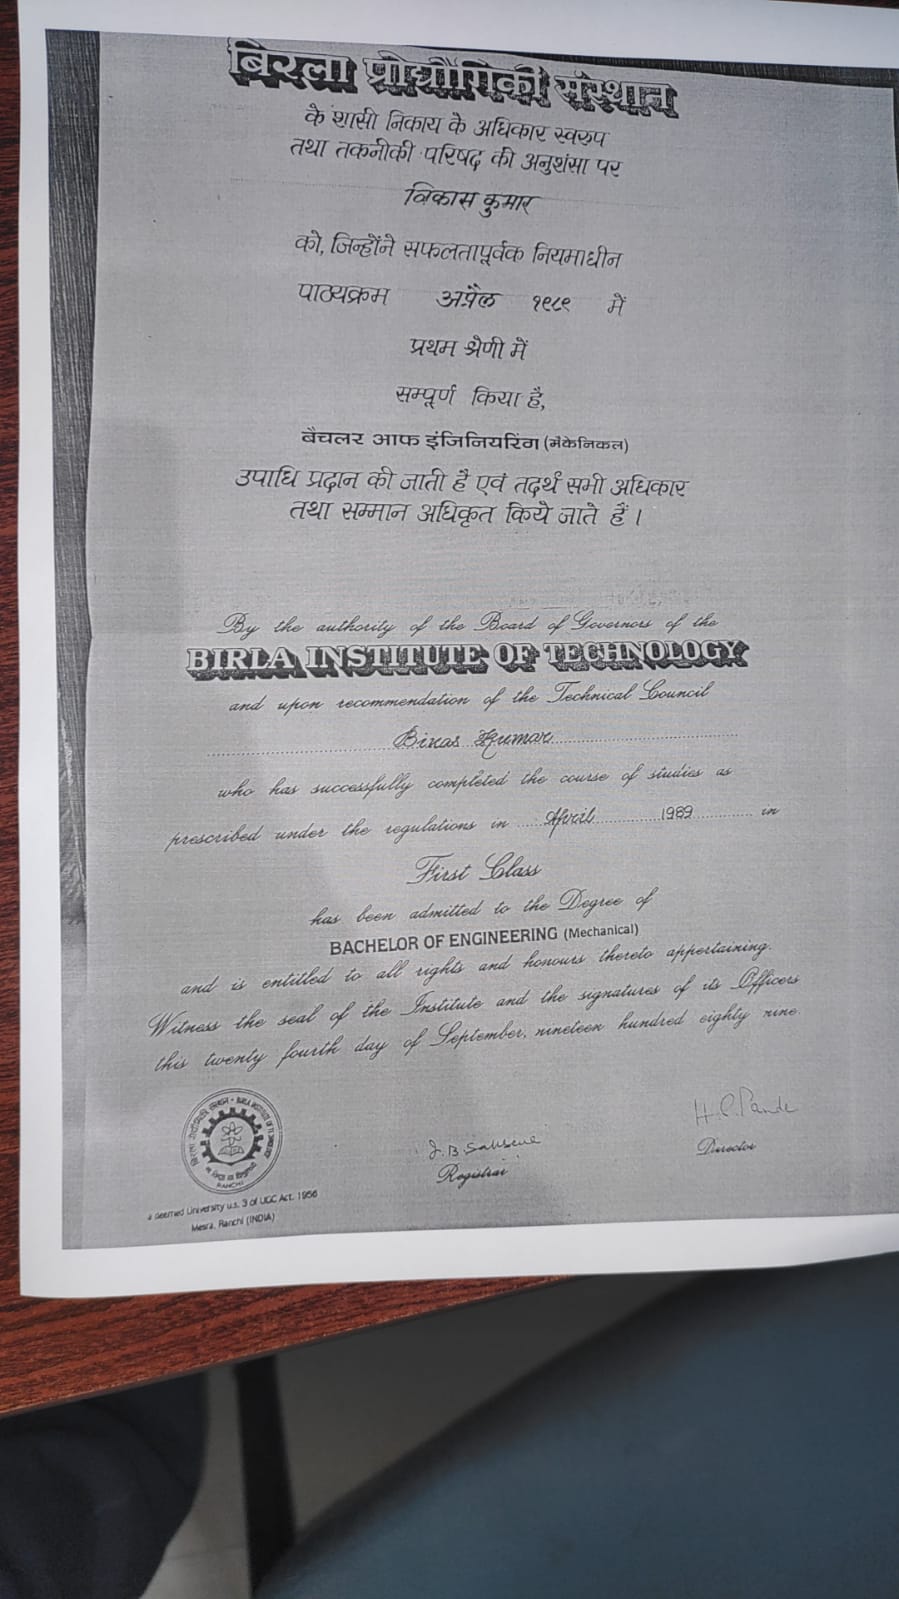 बिरला प्रोद्यौगिकी संस्थान
के शासी निकाय के अधिकार स्वरुप
तथा तकनीकी परिषद की अनुशंसा पर
विकास कुमार
को, जिन्होंने सफलतापूर्वक नियमाधीन
पाठ्यक्रम अप्रैल १९८९ में
प्रथम श्रेणी में
सम्पूर्ण किया है,
बैचलर आफ इंजिनियरिंग (मैकेनिकल)
उपाधि प्रदान की जाती है एवं तदर्थ सभी अधिकार
तथा सम्मान अधिकृत किये जाते हैं ।
By the authority of the Board of Governors of the
BIRLA INSTITUTE OF TECHNOLOGY
and upon recommendation of the Technical Council
Bikas Kumar
who has successfully completed the course of studies as
prescribed under the regulations in April 1989 in
First Class
has been admitted to the Degree of
BACHELOR OF ENGINEERING (Mechanical)
and is entitled to all rights and honours thereto appertaining.
Witness the seal of the Institute and the signatures of its Officers
this twenty fourth day of September, nineteen hundred eighty nine.
RANCHI
J.B. Saksena
Registrar
H.C. Pande
Director
a deemed University u.s. 3 of UGC Act. 1956
Mesra, Ranchi (INDIA)